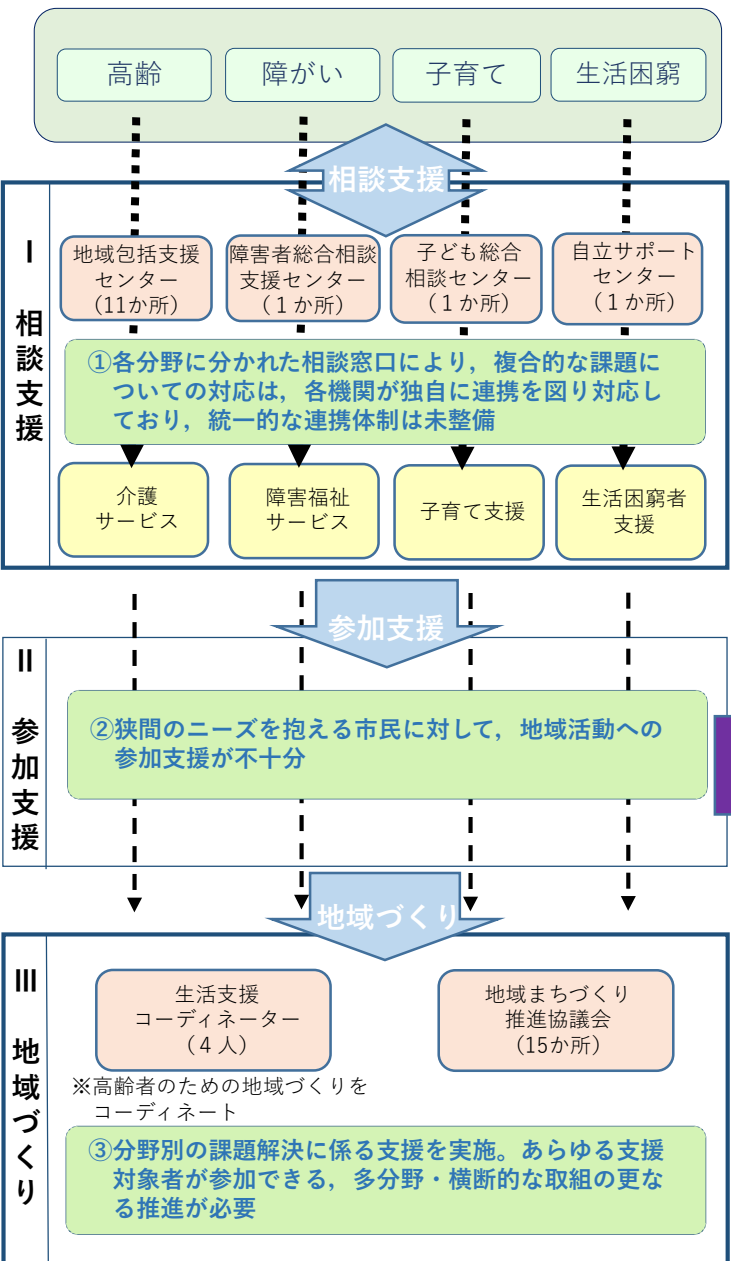 高齢
障がい
子育て
生活困窮
相談支援
Ⅰ 相談支援
地域包括支援
センター
(11か所)
障害者総合相談
支援センター
(１か所)
子ども総合
相談センター
(１か所)
自立サポート
センター
(１か所)
①各分野に分かれた相談窓口により，複合的な課題に
ついての対応は，各機関が独自に連携を図り対応し
ており，統一的な連携体制は未整備
介護
サービス
障害福祉
サービス
子育て支援
生活困窮者
支援
参加支援
Ⅱ 参加支援
②狭間のニーズを抱える市民に対して，地域活動への
参加支援が不十分
地域づくり
Ⅲ 地域づくり
生活支援
コーディネーター
(４人)
地域まちづくり
推進協議会
(15か所)
※高齢者のための地域づくりを
コーディネート
③分野別の課題解決に係る支援を実施。あらゆる支援
対象者が参加できる，多分野・横断的な取組の更な
る推進が必要